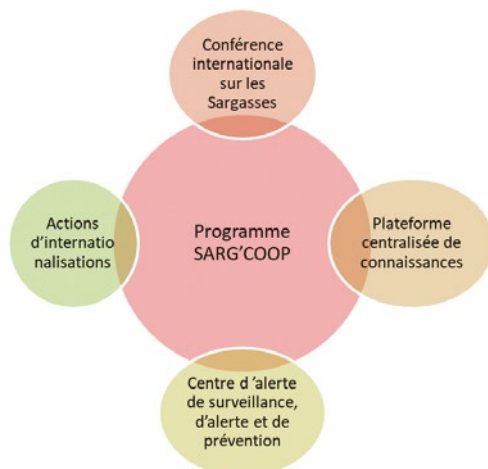 Conférence
internationale
sur les
Sargasses
Actions
d'internatio
nalisations
Programme
SARG'COOP
Plateforme
centralisée de
connaissances
Centre d'alerte
de surveillance,
d'alerte et de
prévention